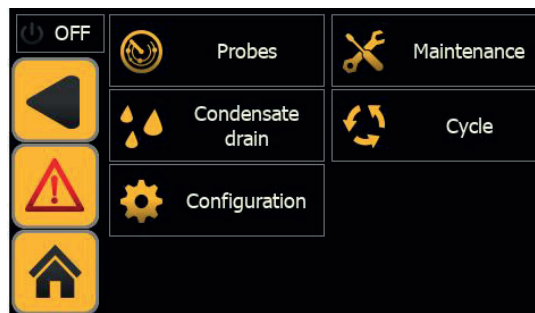 OFF
Probes
Maintenance
Condensate
drain
Cycle
Configuration